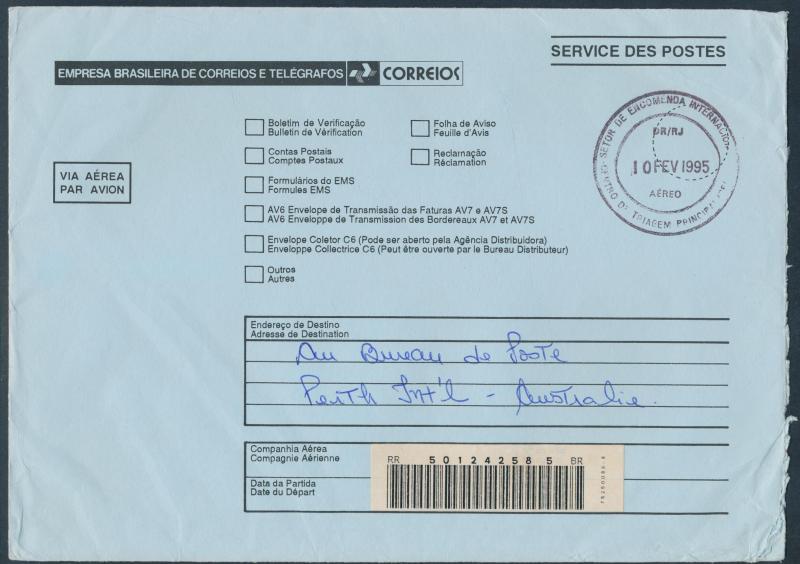 SERVICE DES POSTES
EMPRESA BRASILEIRA DE CORREIOS E TELÉGRAFOS CORREIOS
SETOR DE ENCOMENDA
DR/RJ
10 FEV 1995
AÉREO
DE TRIAGEM PRINCIPAL
Boletim de Verificação
Bulletin de Vérification
Folha de Aviso
Feuille d'Avis
Contas Postais
Comptes Postaux
Reclamação
Réclamation
VIA AÉREA
PAR AVION
Formulários do EMS
Formules EMS
AV6 Envelope de Transmissão das Faturas AV7 e AV7S
AV6 Enveloppe de Transmission des Bordereaux AV7 et AV7S
Envelope Coletor C6 (Pode ser aberto pela Agência Distribuidora)
Enveloppe Collectrice C6 (Peut être ouverte par le Bureau Distributeur)
Outros
Autres
Endereço de Destino
Adresse de Destination
Au Bureau de Poste
Perth Int'l - Australie.
Companhia Aérea
Compagnie Aérienne
RR 50124258 5 BR
Data da Partida
Date du Départ